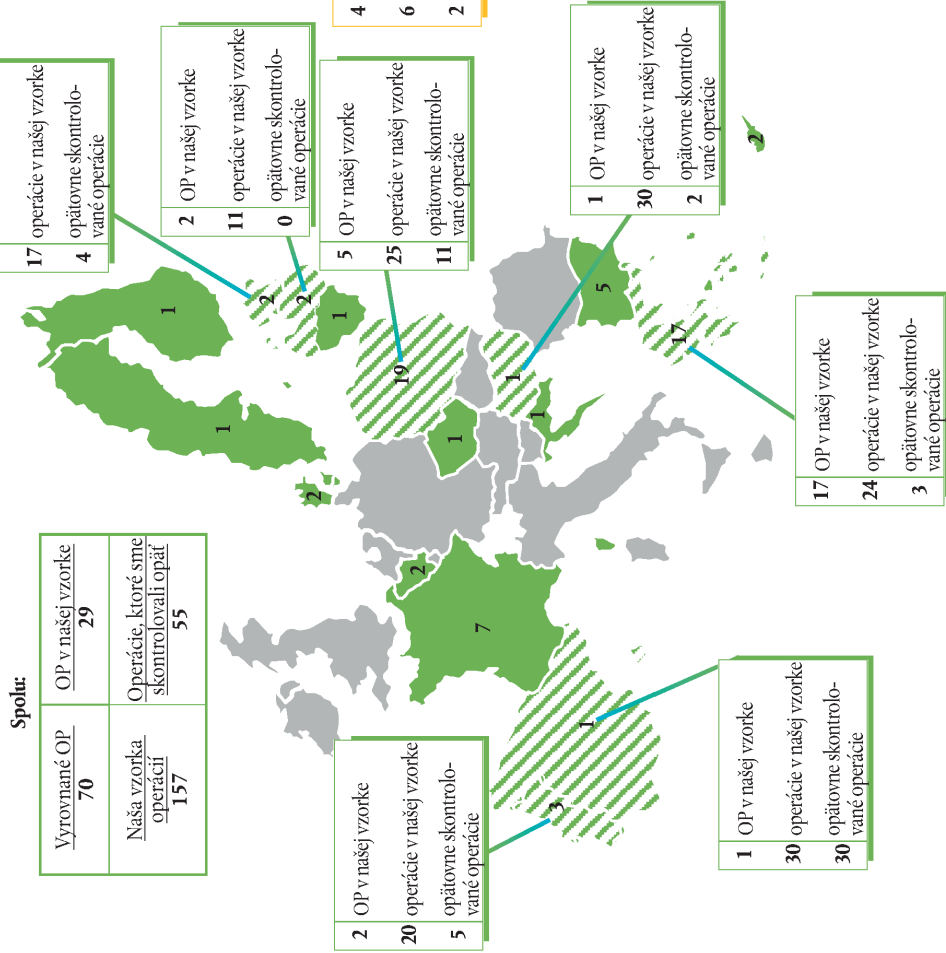 Spolu:
Vyrovnané OP
70
OP v našej vzorke
29
Naša vzorka
operácií
157
Operácie, ktoré sme
skontrolovali opäť
55
17 operácie v našej vzorke
4 opätovne skontrolo-
vané operácie
2 OP v našej vzorke
11 operácie v našej vzorke
0 opätovne skontrolo-
vané operácie
4
6
2
5 OP v našej vzorke
25 operácie v našej vzorke
11 opätovne skontrolo-
vané operácie
1 OP v našej vzorke
30 operácie v našej vzorke
2 opätovne skontrolo-
vané operácie
17 OP v našej vzorke
24 operácie v našej vzorke
3 opätovne skontrolo-
vané operácie
1 OP v našej vzorke
30 operácie v našej vzorke
30 opätovne skontrolo-
vané operácie
2 OP v našej vzorke
20 operácie v našej vzorke
5 opätovne skontrolo-
vané operácie
1
1
2
2
1
2
19
1
2
7
1
1
5
17
2
1
3